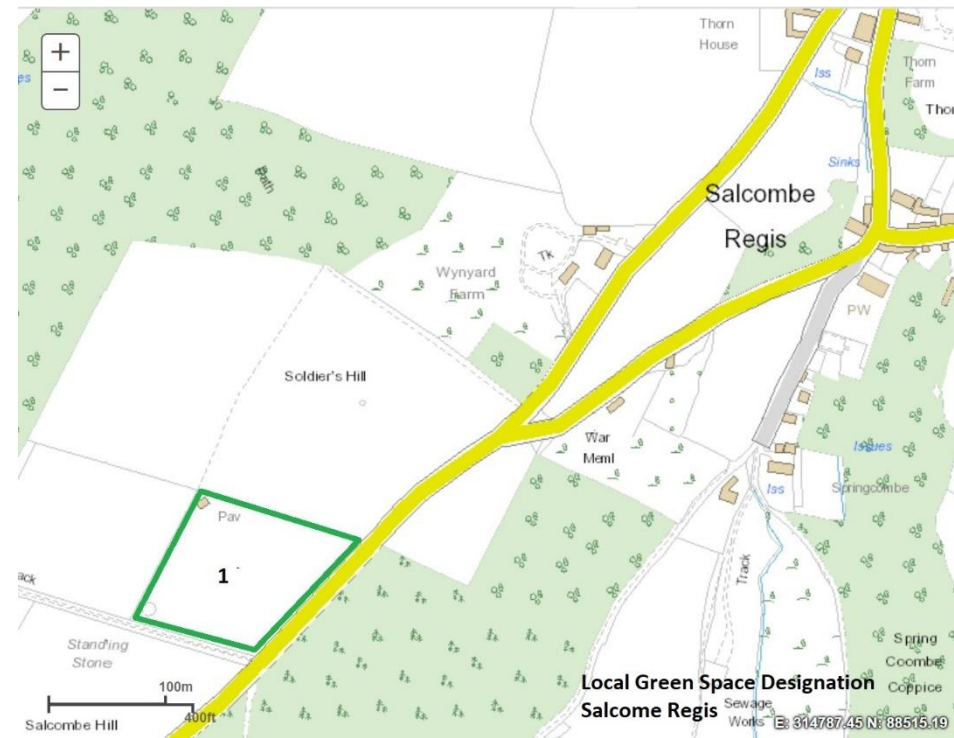 +
−
Thorn
House
Iss
Thorn
Farm
Thor
es
Path
Sinks
Salcombe
Regis
Tk
Wynyard
Farm
PW
Soldier's Hill
War
Meml
Issues
Iss
Springcombe
Pav
1
ack
Track
Standing
Stone
Spring
Coombe
Coppice
100m
400ft
Salcombe Hill
Local Green Space Designation
Salcome Regis
Sewage
Works
E: 314787.45 N: 88515.19